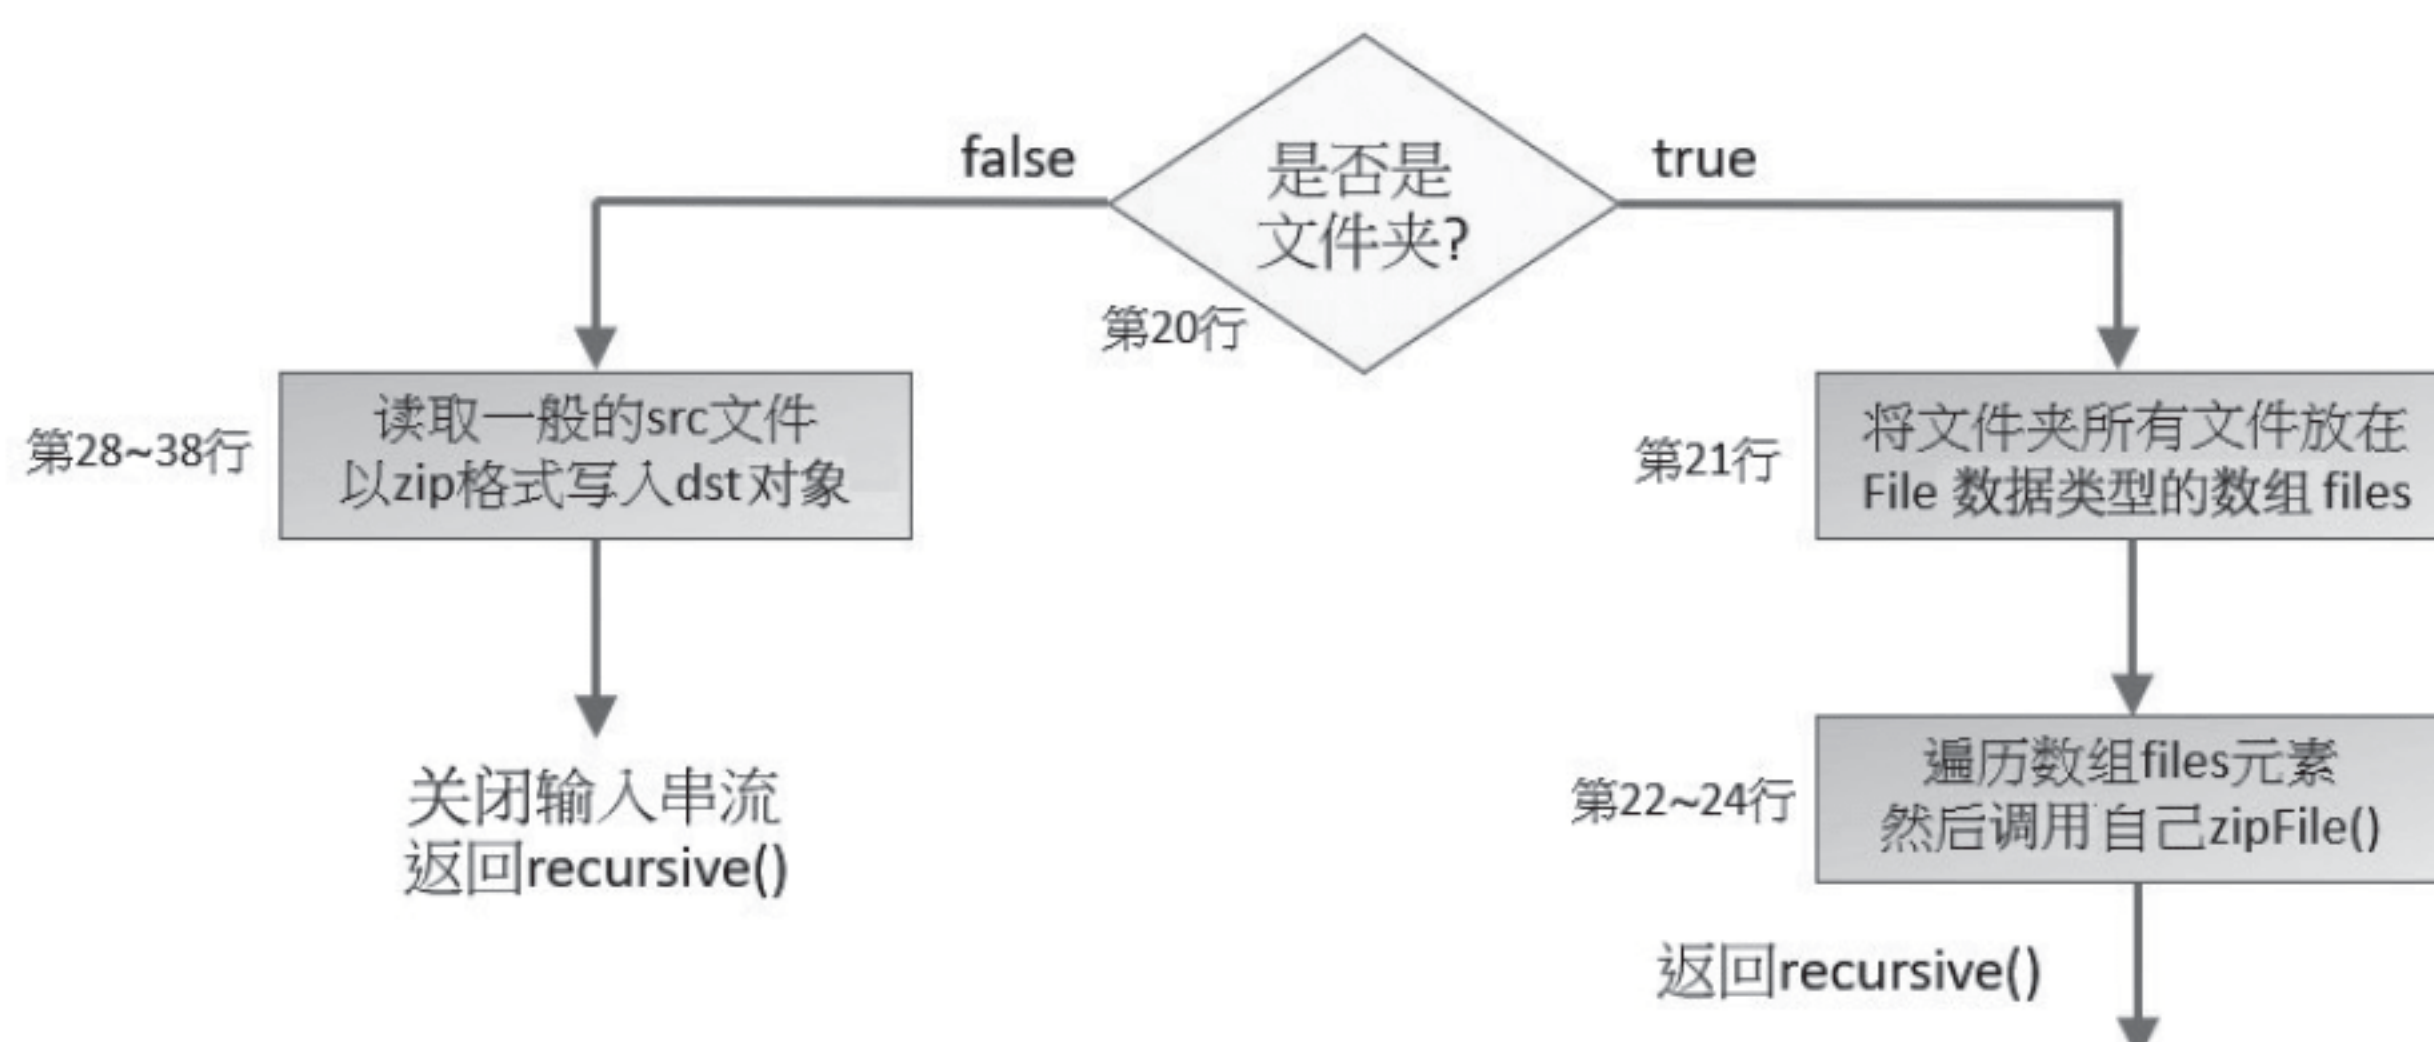 false
true
是否是
文件夹?
第20行
读取一般的src文件
以zip格式写入dst对象
第28~38行
将文件夹所有文件放在
File 数据类型的数组 files
第21行
遍历数组files元素
然后调用自己zipFile()
第22~24行
关闭输入串流
返回recursive()
返回recursive()